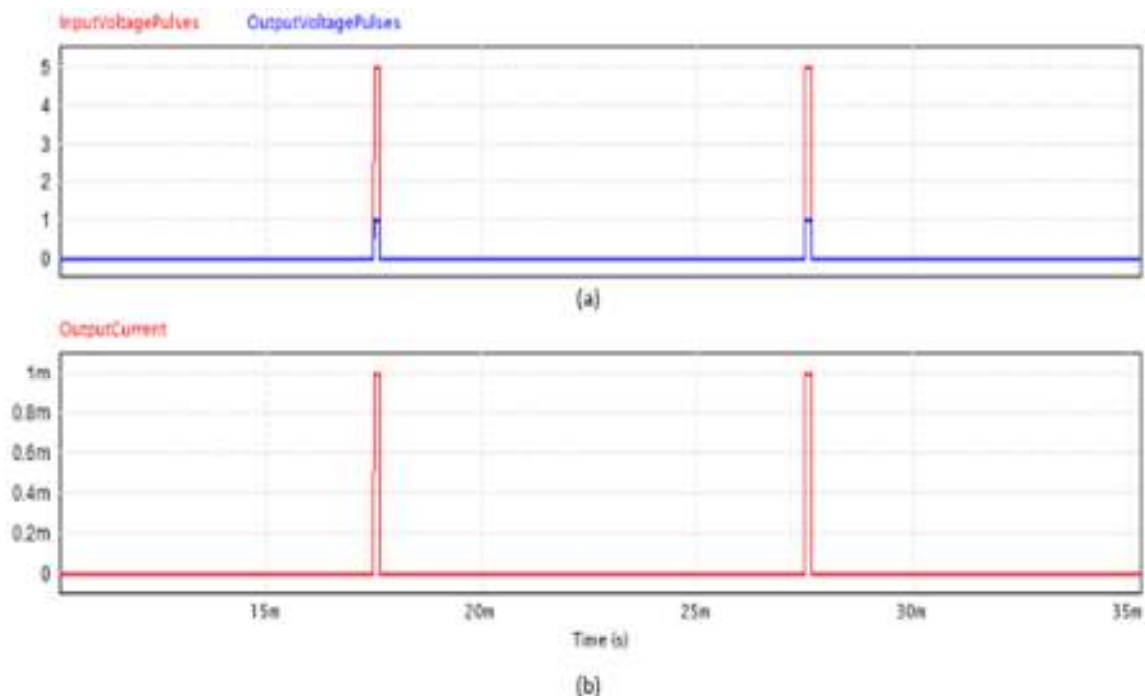 InputVoltagePulses OutputVoltagePulses
5
4
3
2
1
0
(a)
OutputCurrent
1m
0.8m
0.6m
0.4m
0.2m
0
15m 20m 25m 30m 35m
Time (s)
(b)